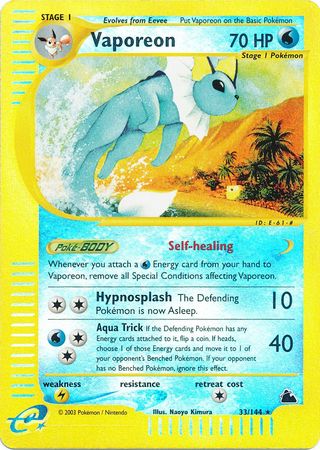 STAGE 1
Evolves from Eevee
Put Vaporeon on the Basic Pokémon
Vaporeon
70 HP
Stage 1 Pokémon
ID: E-61-#
Poké-BODY
Self-healing
Whenever you attach a Energy card from your hand to
Vaporeon, remove all Special Conditions affecting Vaporeon.
Hypnosplash The Defending
Pokémon is now Asleep.
10
Aqua Trick If the Defending Pokémon has any
Energy cards attached to it, flip a coin. If heads,
choose 1 of those Energy cards and move it to 1 of
your opponent's Benched Pokémon. If your opponent
has no Benched Pokémon, ignore this effect.
40
weakness
resistance
retreat cost
e
© 2003 Pokémon / Nintendo
Illus. Naoyo Kimura
33/144 ★